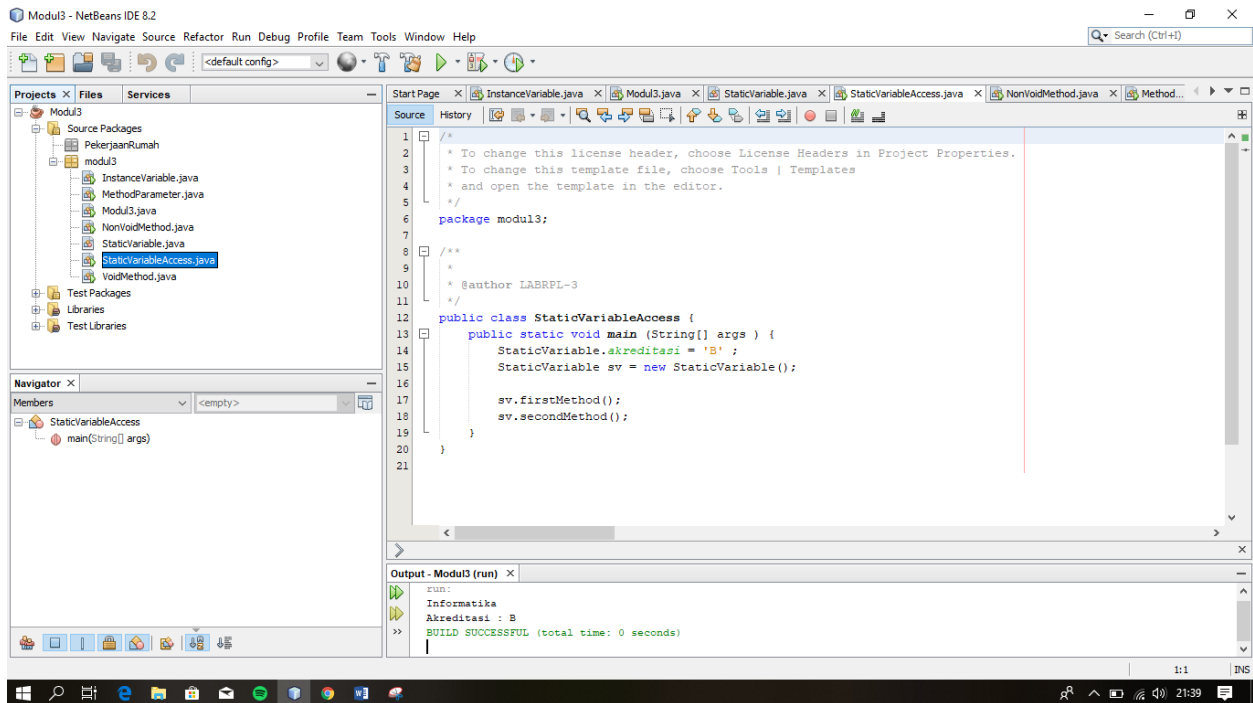 Modul3 - NetBeans IDE 8.2
File Edit View Navigate Source Refactor Run Debug Profile Team Tools Window Help
Search (Ctrl+I)
<default config>
Projects Files Services
Modul3
Source Packages
PekerjaanRumah
modul3
InstanceVariable.java
MethodParameter.java
Modul3.java
NonVoidMethod.java
StaticVariable.java
StaticVariableAccess.java
VoidMethod.java
Test Packages
Libraries
Test Libraries
Navigator
Members <empty>
StaticVariableAccess
main(String[] args)
Start Page InstanceVariable.java Modul3.java StaticVariable.java StaticVariableAccess.java NonVoidMethod.java Method...
Source History
1 /*
2 * To change this license header, choose License Headers in Project Properties.
3 * To change this template file, choose Tools | Templates
4 * and open the template in the editor.
5 */
6 package modul3;
7
8 /**
9 *
10 * @author LABRPL-3
11 */
12 public class StaticVariableAccess {
13 public static void main (String[] args ) {
14 StaticVariable.akreditasi = 'B' ;
15 StaticVariable sv = new StaticVariable();
16
17 sv.firstMethod();
18 sv.secondMethod();
19 }
20 }
21
Output - Modul3 (run)
run:
Informatika
Akreditasi : B
BUILD SUCCESSFUL (total time: 0 seconds)
1:1 INS
21:39